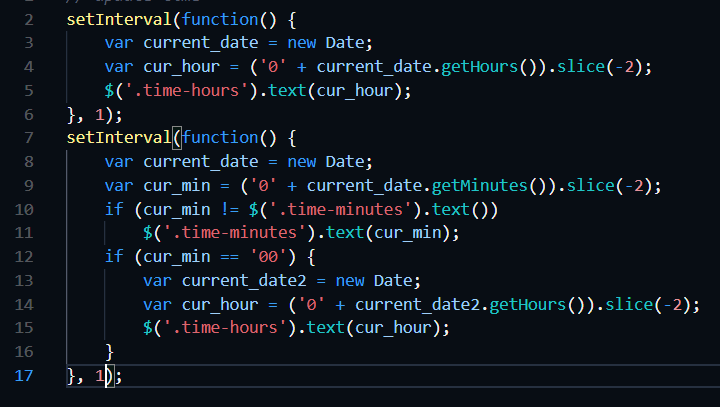 2 setInterval(function() {
3 var current_date = new Date;
4 var cur_hour = ('0' + current_date.getHours()).slice(-2);
5 $('.time-hours').text(cur_hour);
6 }, 1);
7 setInterval(function() {
8 var current_date = new Date;
9 var cur_min = ('0' + current_date.getMinutes()).slice(-2);
10 if (cur_min != $('.time-minutes').text())
11 $('.time-minutes').text(cur_min);
12 if (cur_min == '00') {
13 var current_date2 = new Date;
14 var cur_hour = ('0' + current_date2.getHours()).slice(-2);
15 $('.time-hours').text(cur_hour);
16 }
17 }, 1);